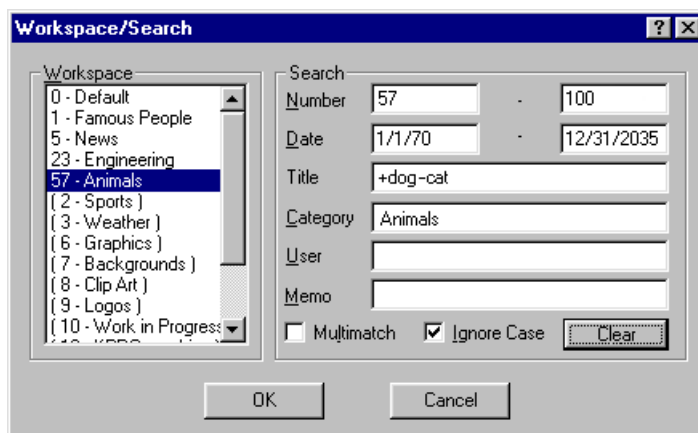 Workspace/Search
Workspace
0 - Default
1 - Famous People
5 - News
23 - Engineering
57 - Animals
( 2 - Sports )
( 3 - Weather )
( 6 - Graphics )
( 7 - Backgrounds )
( 8 - Clip Art )
( 9 - Logos )
( 10 - Work in Progress
Search
Number 57 - 100
Date 1/1/70 - 12/31/2035
Title +dog-cat
Category Animals
User
Memo
Multimatch Ignore Case Clear
OK Cancel